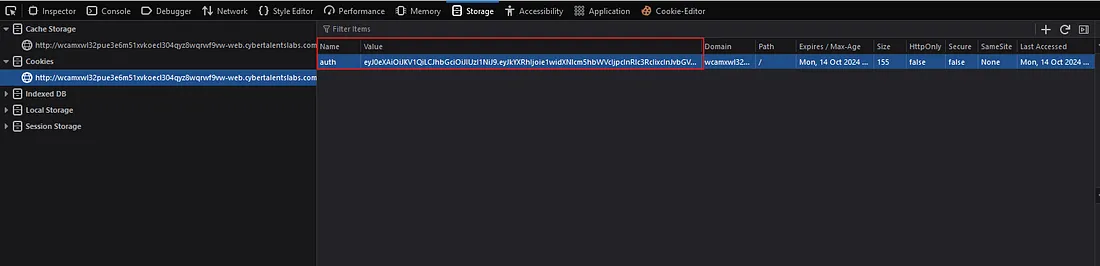 Inspector Console Debugger Network Style Editor Performance Memory Storage Accessibility Application Cookie-Editor
Cache Storage
http://wcamxwl32pue3e6m51xvkoecl304qyz8wqrwf9vw-web.cybertalentslabs.com
Cookies
http://wcamxwl32pue3e6m51xvkoecl304qyz8wqrwf9vw-web.cybertalentslabs.com
Indexed DB
Local Storage
Session Storage
Filter Items
Name Value Domain Path Expires / Max-Age Size HttpOnly Secure SameSite Last Accessed
auth wcamxwl32... / Mon, 14 Oct 2024 ... 155 false false None Mon, 14 Oct 2024 ...